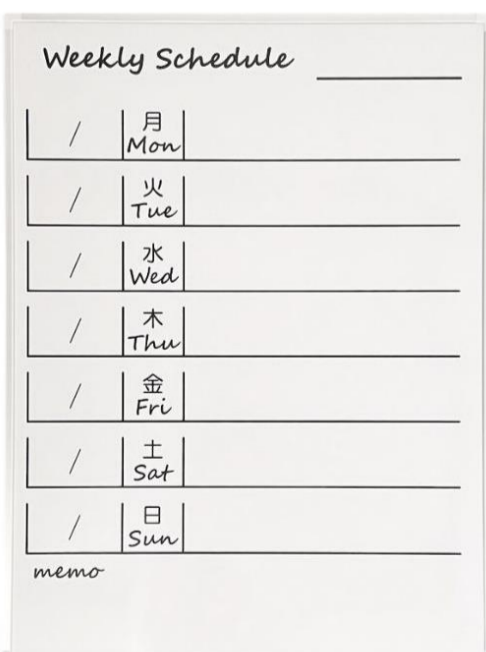 Weekly Schedule
/ 月
Mon
/ 火
Tue
/ 水
Wed
/ 木
Thu
/ 金
Fri
/ 土
Sat
/ 日
Sun
memo